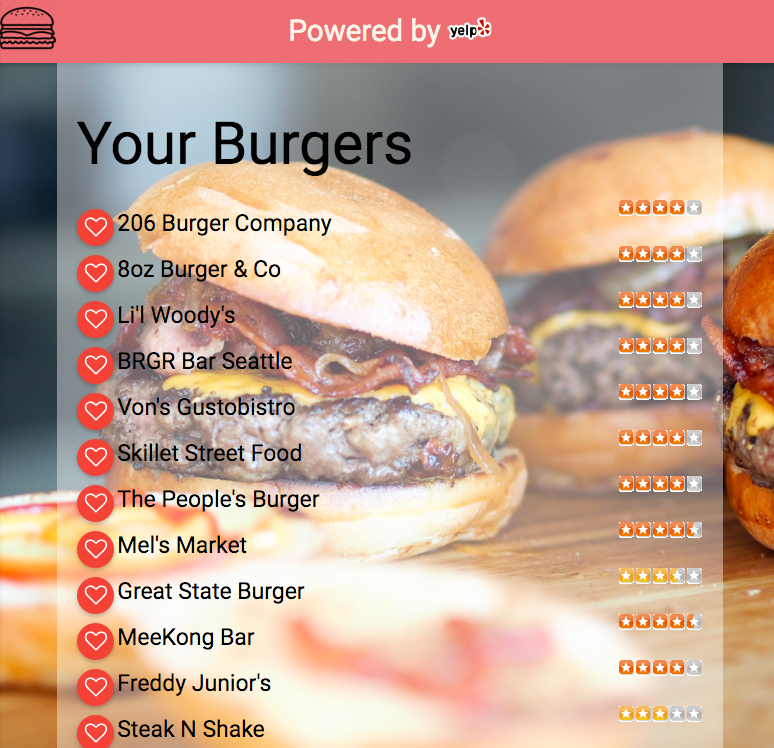 Powered by yelp
Your Burgers
206 Burger Company
8oz Burger & Co
Li'l Woody's
BRGR Bar Seattle
Von's Gustobistro
Skillet Street Food
The People's Burger
Mel's Market
Great State Burger
MeeKong Bar
Freddy Junior's
Steak N Shake